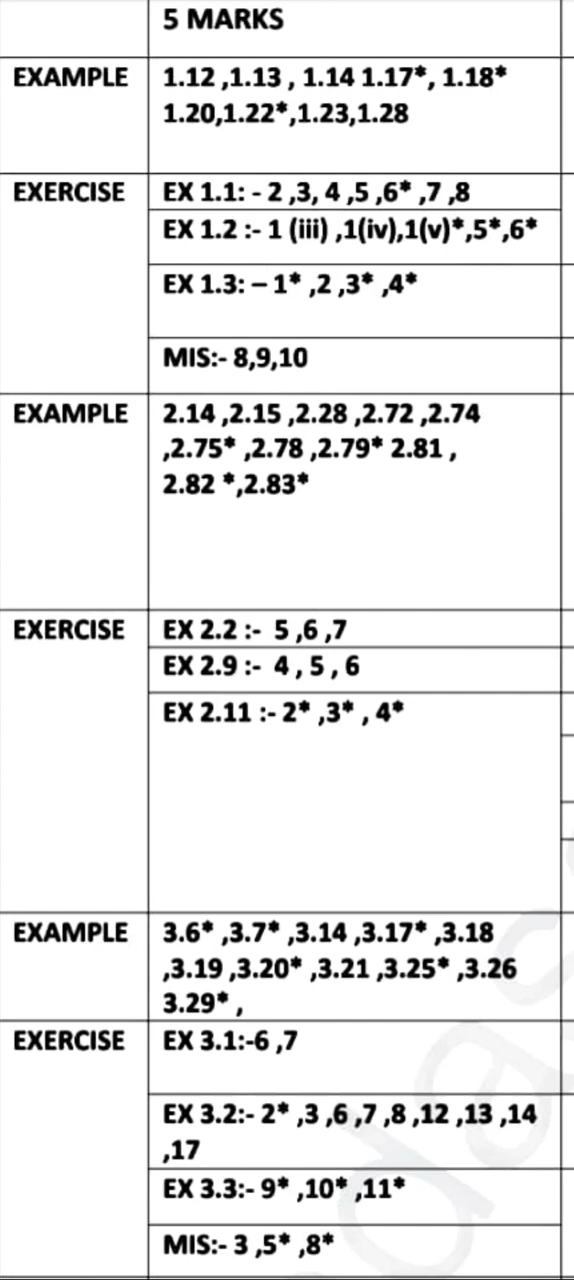 5 MARKS
EXAMPLE
1.12 ,1.13 , 1.14 1.17*, 1.18*
1.20,1.22*,1.23,1.28
EXERCISE
EX 1.1: - 2 ,3, 4 ,5 ,6* ,7 ,8
EX 1.2 :- 1 (iii) ,1(iv),1(v)*,5*,6*
EX 1.3: – 1* ,2 ,3* ,4*
MIS:- 8,9,10
EXAMPLE
2.14 ,2.15 ,2.28 ,2.72 ,2.74
,2.75* ,2.78 ,2.79* 2.81 ,
2.82 *,2.83*
EXERCISE
EX 2.2 :- 5 ,6 ,7
EX 2.9 :- 4 , 5 , 6
EX 2.11 :- 2* ,3* , 4*
EXAMPLE
3.6* ,3.7* ,3.14 ,3.17* ,3.18
,3.19 ,3.20* ,3.21 ,3.25* ,3.26
3.29* ,
EXERCISE
EX 3.1:-6 ,7
EX 3.2:- 2* ,3 ,6 ,7 ,8 ,12 ,13 ,14
,17
EX 3.3:- 9* ,10* ,11*
MIS:- 3 ,5* ,8*